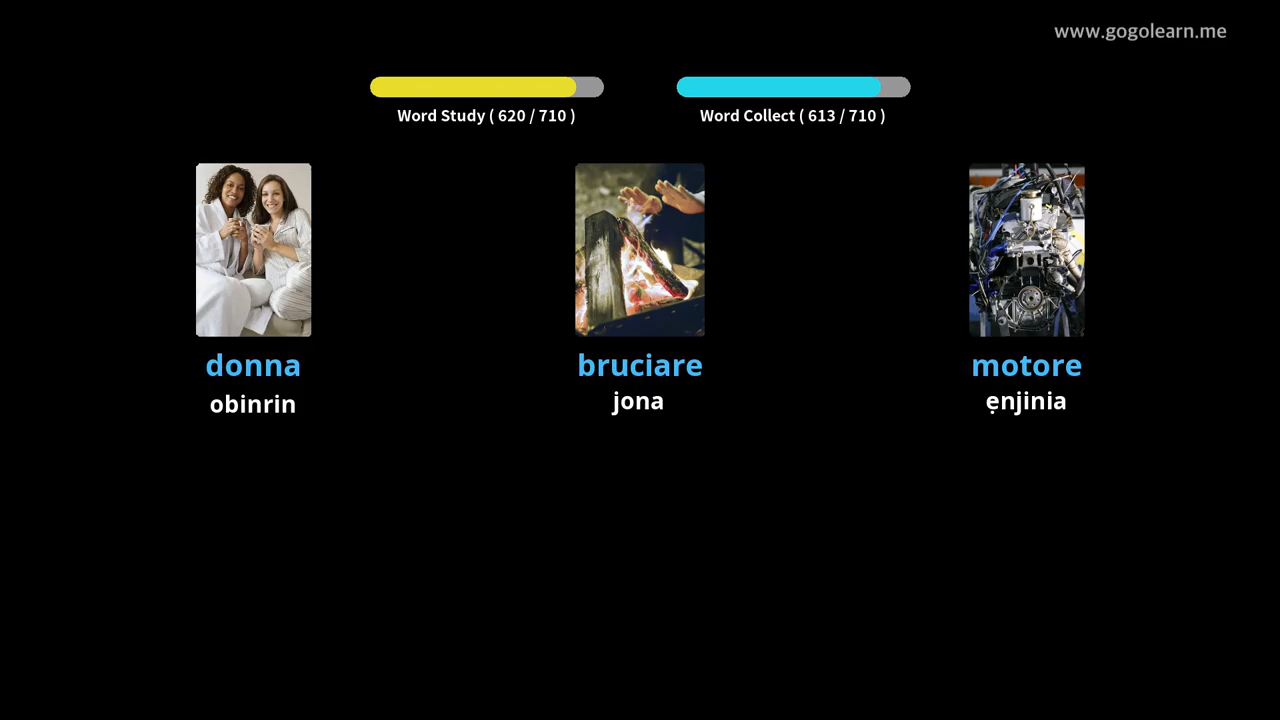 www.gogolearn.me
Word Study ( 620 / 710 )
Word Collect ( 613 / 710 )
donna
bruciare
motore
obinrin
jona
ẹnjinia